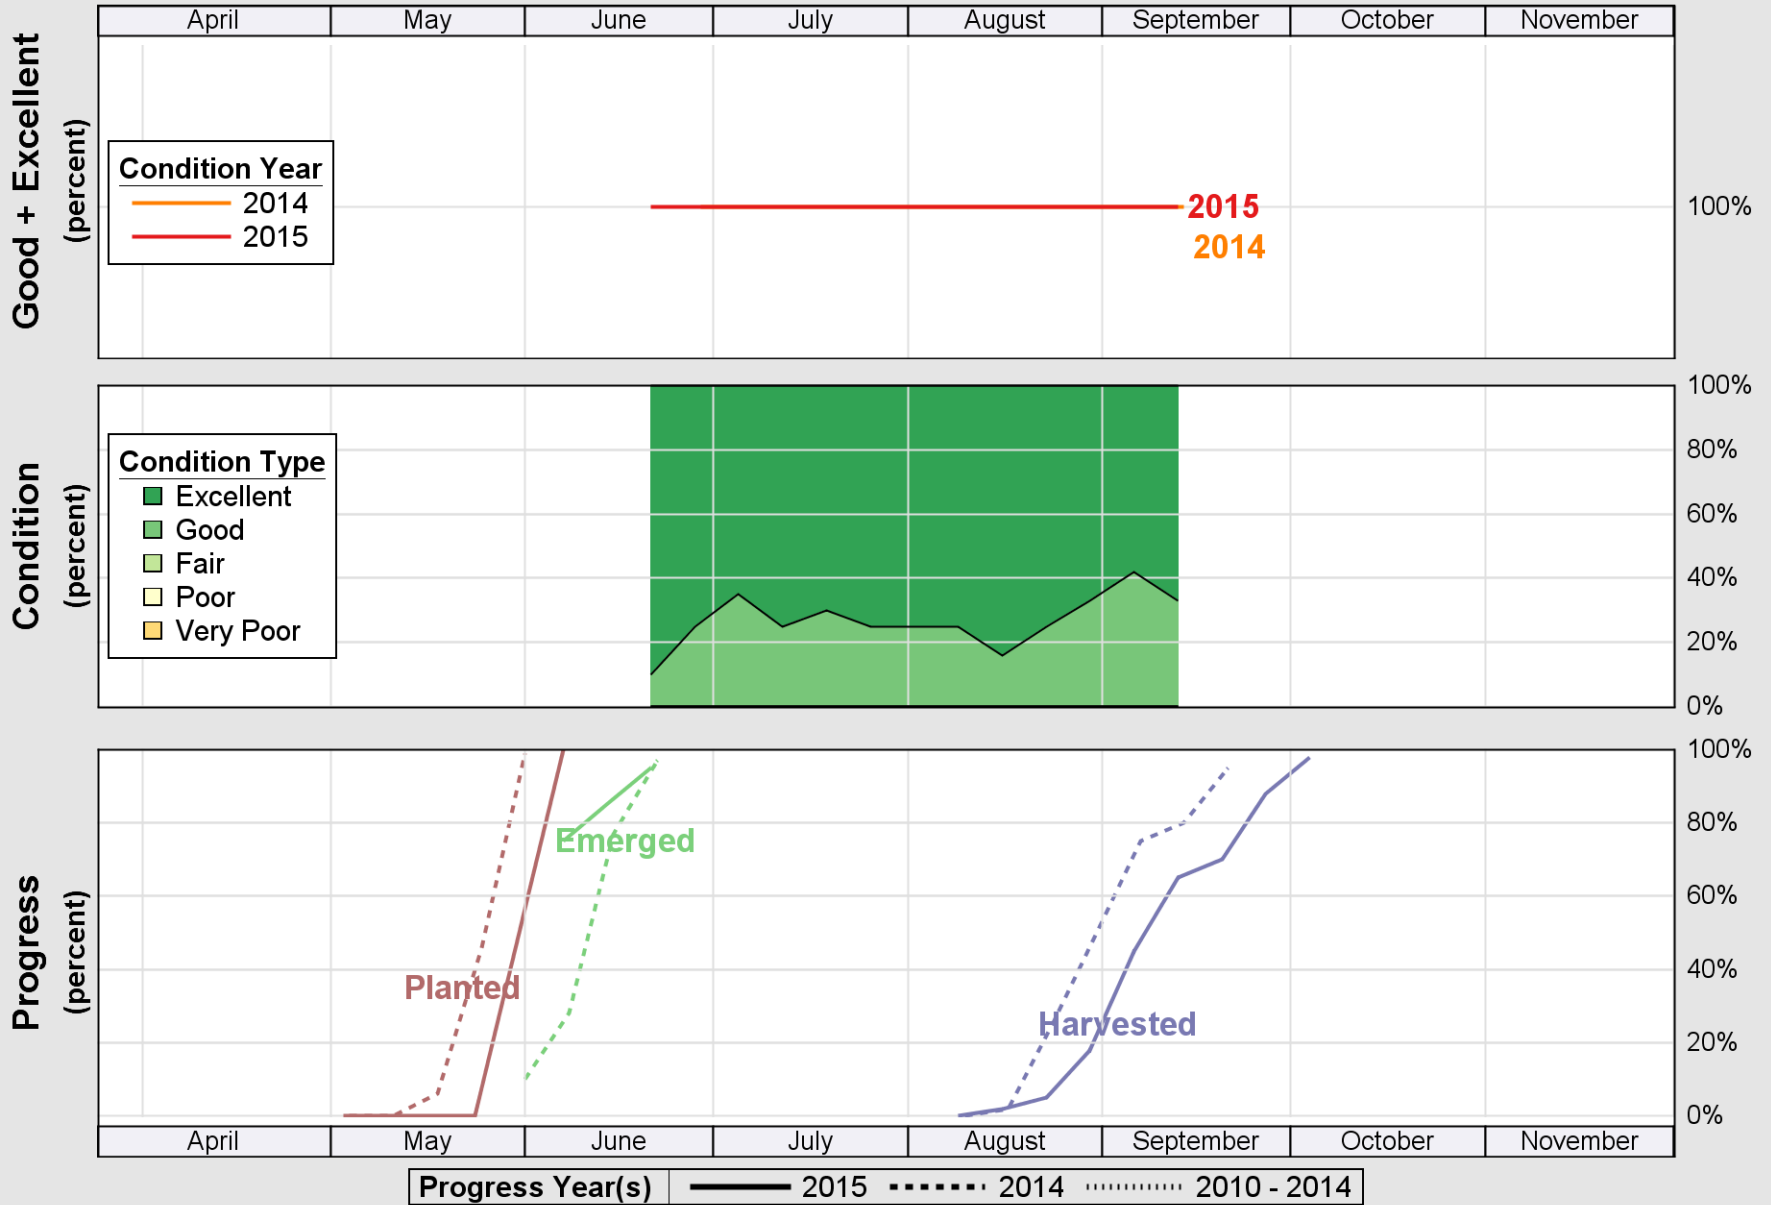 April May June July August September October November
Good + Excellent
(percent)
Condition Year
2014
2015
2015
2014
100%
Condition
(percent)
Condition Type
Excellent
Good
Fair
Poor
Very Poor
100%
80%
60%
40%
20%
0%
Progress
(percent)
Planted
Emerged
Harvested
100%
80%
60%
40%
20%
0%
April May June July August September October November
Progress Year(s) 2015 2014 2010 - 2014